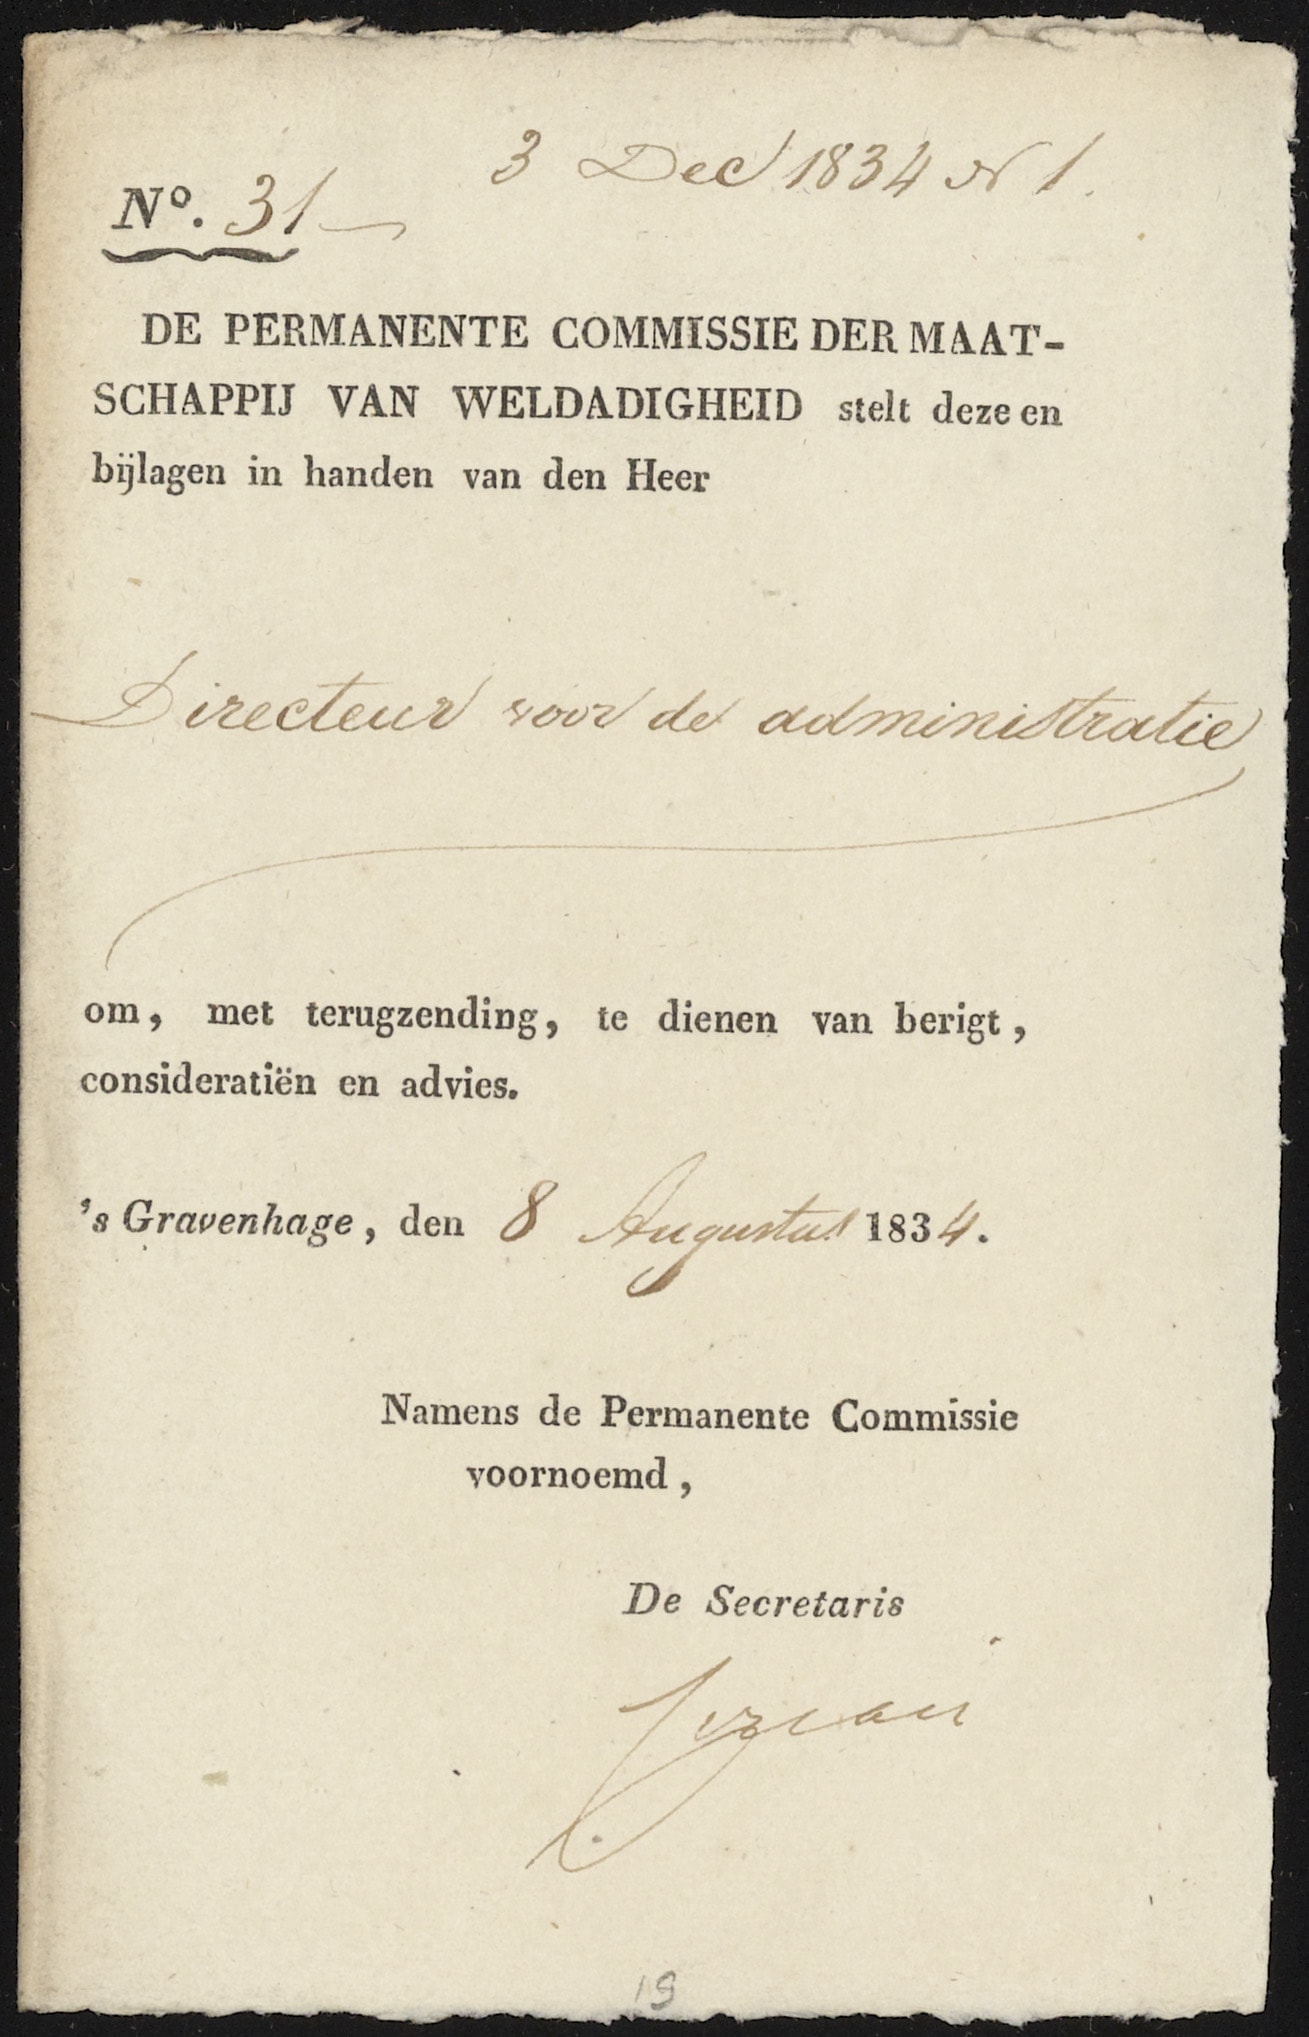 3 Dec 1834 N 1.
Nº. 31
DE PERMANENTE COMMISSIE DER MAAT-
SCHAPPIJ VAN WELDADIGHEID stelt deze en
bijlagen in handen van den Heer
Directeur voor de administratie
om, met terugzending, te dienen van berigt,
consideratiën en advies.
's Gravenhage, den 8 Augustus 1834.
Namens de Permanente Commissie
voornoemd,
De Secretaris
19